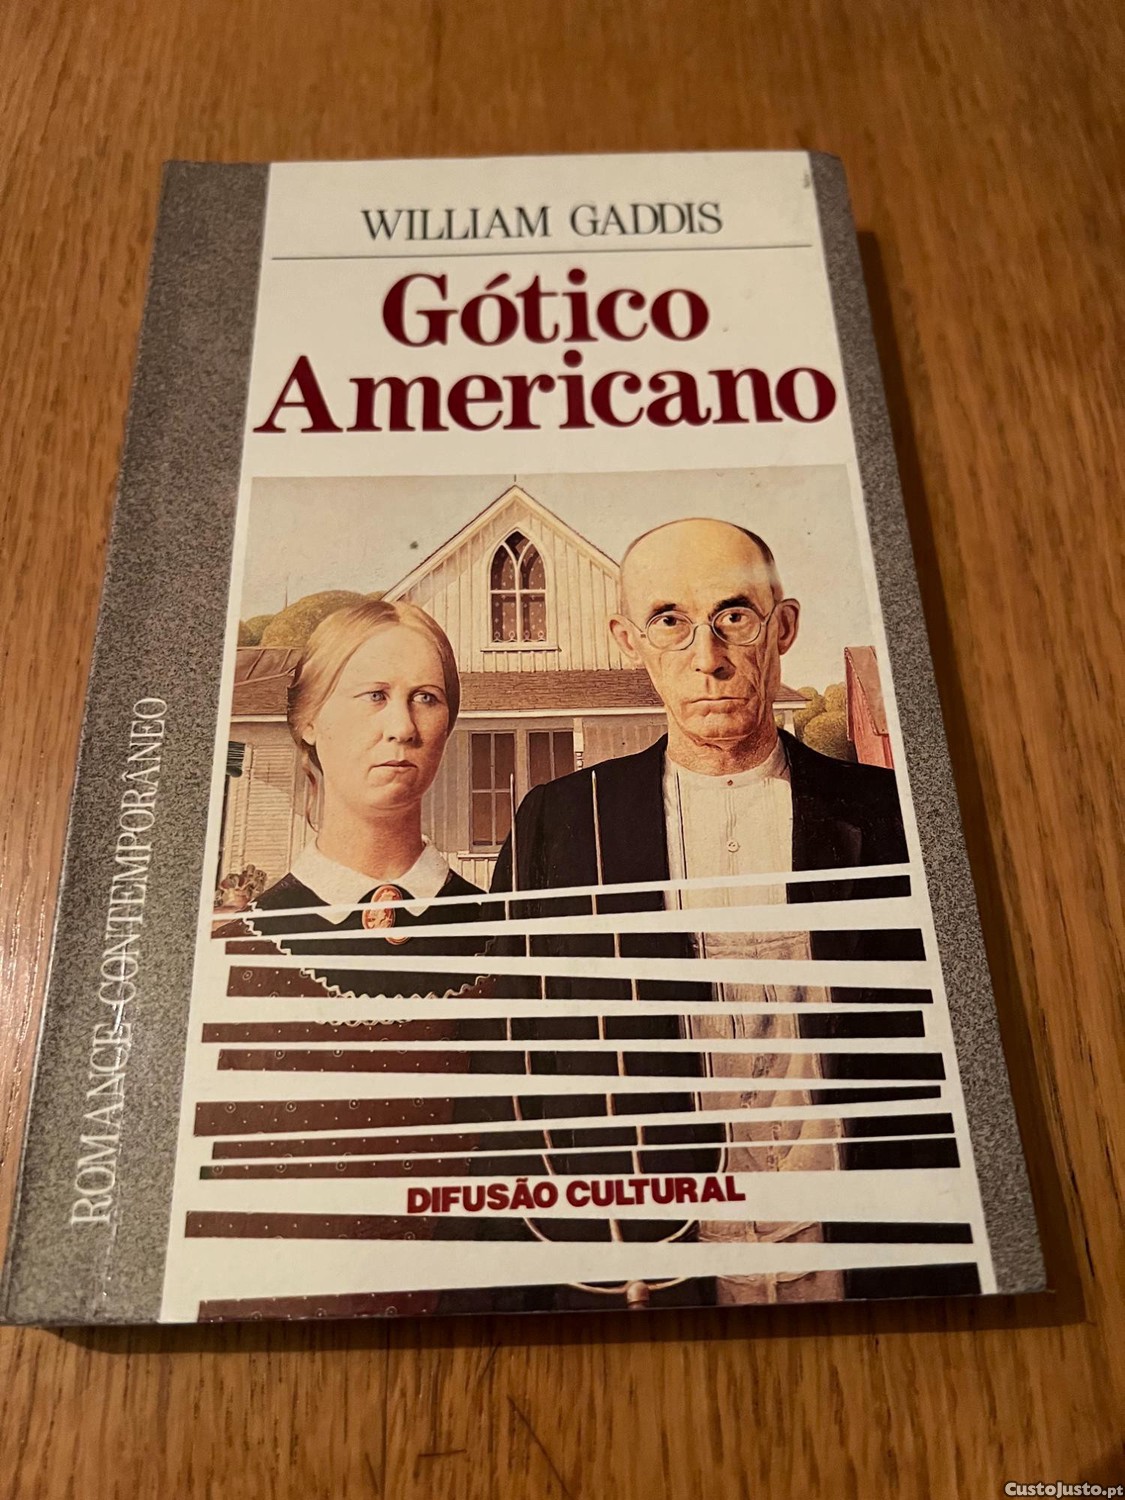 WILLIAM GADDIS
Gótico
Americano
ROMANCE CONTEMPORÂNEO
DIFUSÃO CULTURAL
CustoJusto.pt